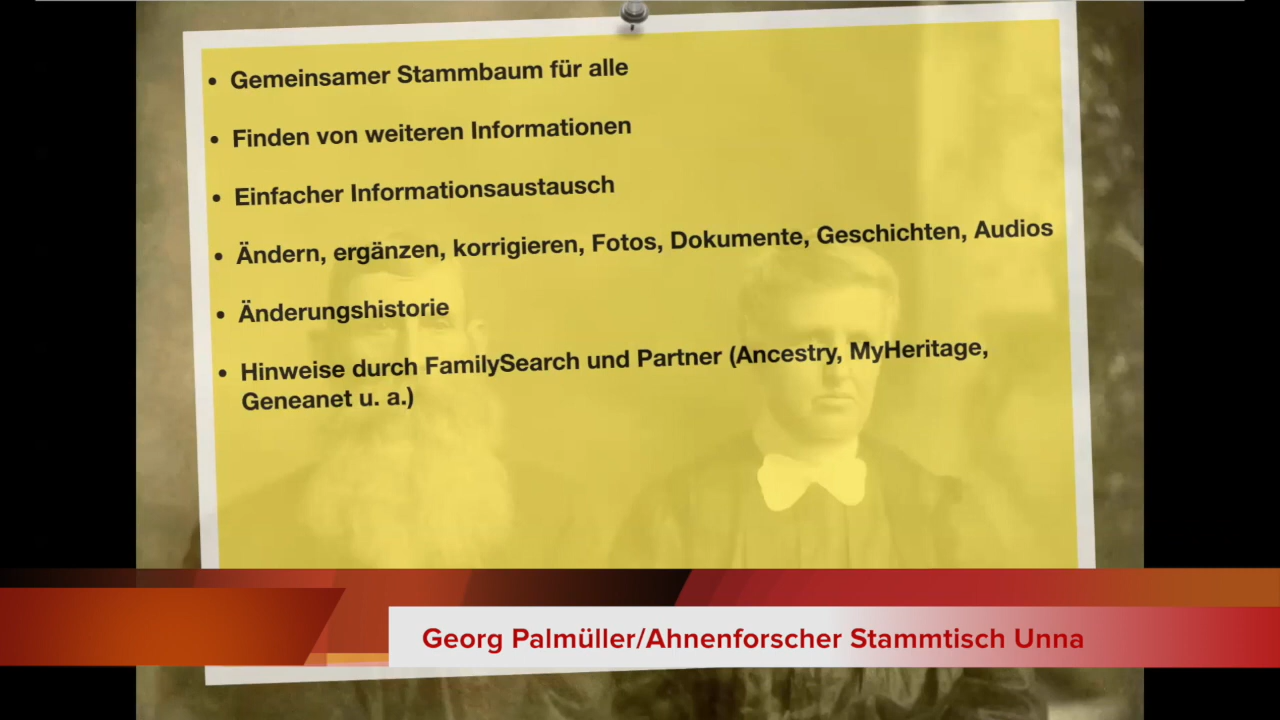 • Gemeinsamer Stammbaum für alle
• Finden von weiteren Informationen
• Einfacher Informationsaustausch
• Ändern, ergänzen, korrigieren, Fotos, Dokumente, Geschichten, Audios
• Änderungshistorie
• Hinweise durch FamilySearch und Partner (Ancestry, MyHeritage,
Geneanet u. a.)
Georg Palmüller/Ahnenforscher Stammtisch Unna